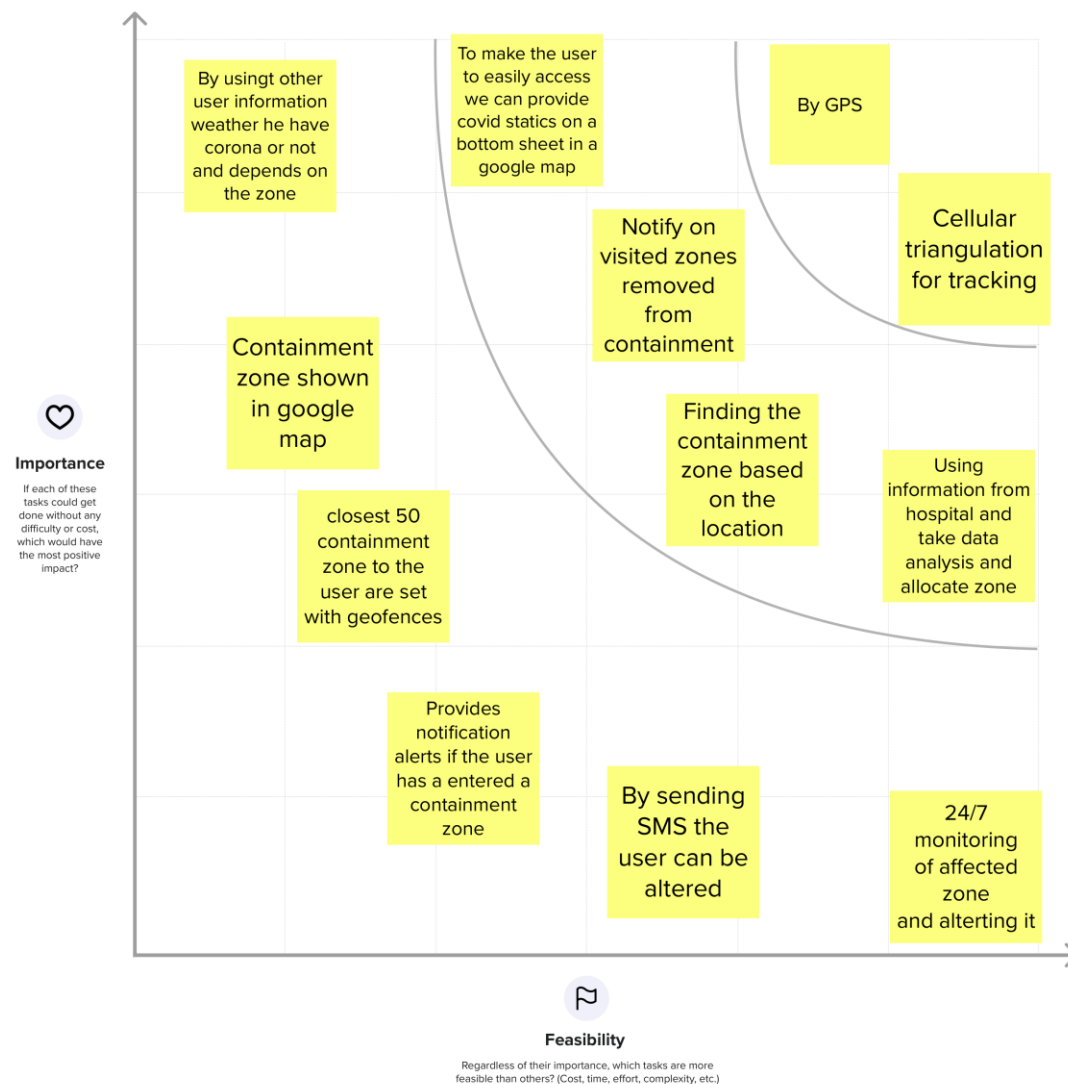 By usingt other
user information
weather he have
corona or not
and depends on
the zone
To make the user
to easily access
we can provide
covid statics on a
bottom sheet in a
google map
By GPS
Cellular
triangulation
for tracking
Notify on
visited zones
removed
from
containment
Containment
zone shown
in google
map
Finding the
containment
zone based
on the
location
Using
information from
hospital and
take data
analysis and
allocate zone
closest 50
containment
zone to the
user are set
with geofences
Provides
notification
alerts if the user
has a entered a
containment
zone
By sending
SMS the
user can be
altered
24/7
monitoring
of affected
zone
and alterting it
Importance
If each of these
tasks could get
done without any
difficulty or cost,
which would have
the most positive
impact?
Feasibility
Regardless of their importance, which tasks are more
feasible than others? (Cost, time, effort, complexity, etc.)